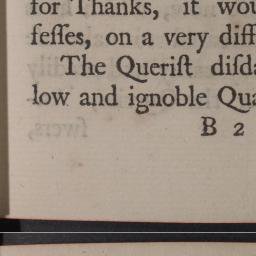 for Thanks, it wou
feſſes, on a very diff
The Queriſt diſda
low and ignoble Qua
B 2